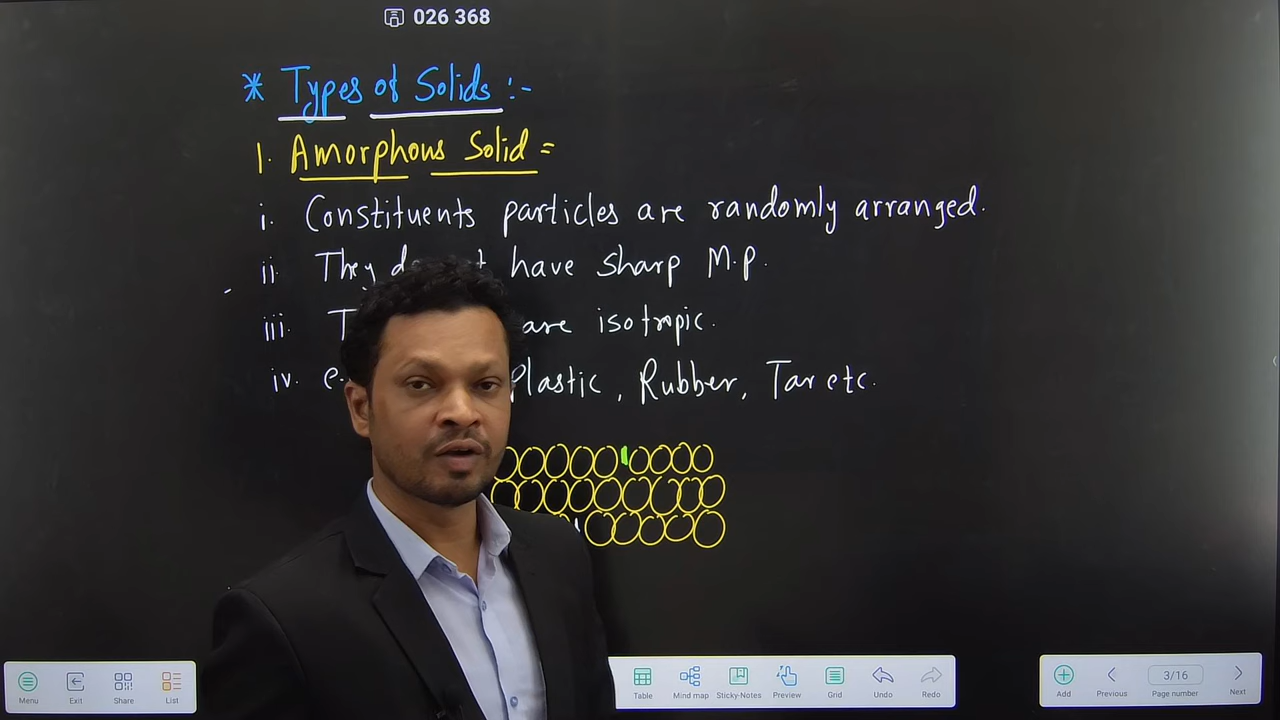 026 368
* Types of Solids :-
1. Amorphous Solid =
i. Constituents particles are randomly arranged.
ii. They have sharp M.p.
iii. are isotropic.
iv. Plastic, Rubber, Tar etc.
Menu Exit Share List Table Mind map Sticky-Notes Preview Grid Undo Redo Add Previous 3/16 Page number Next